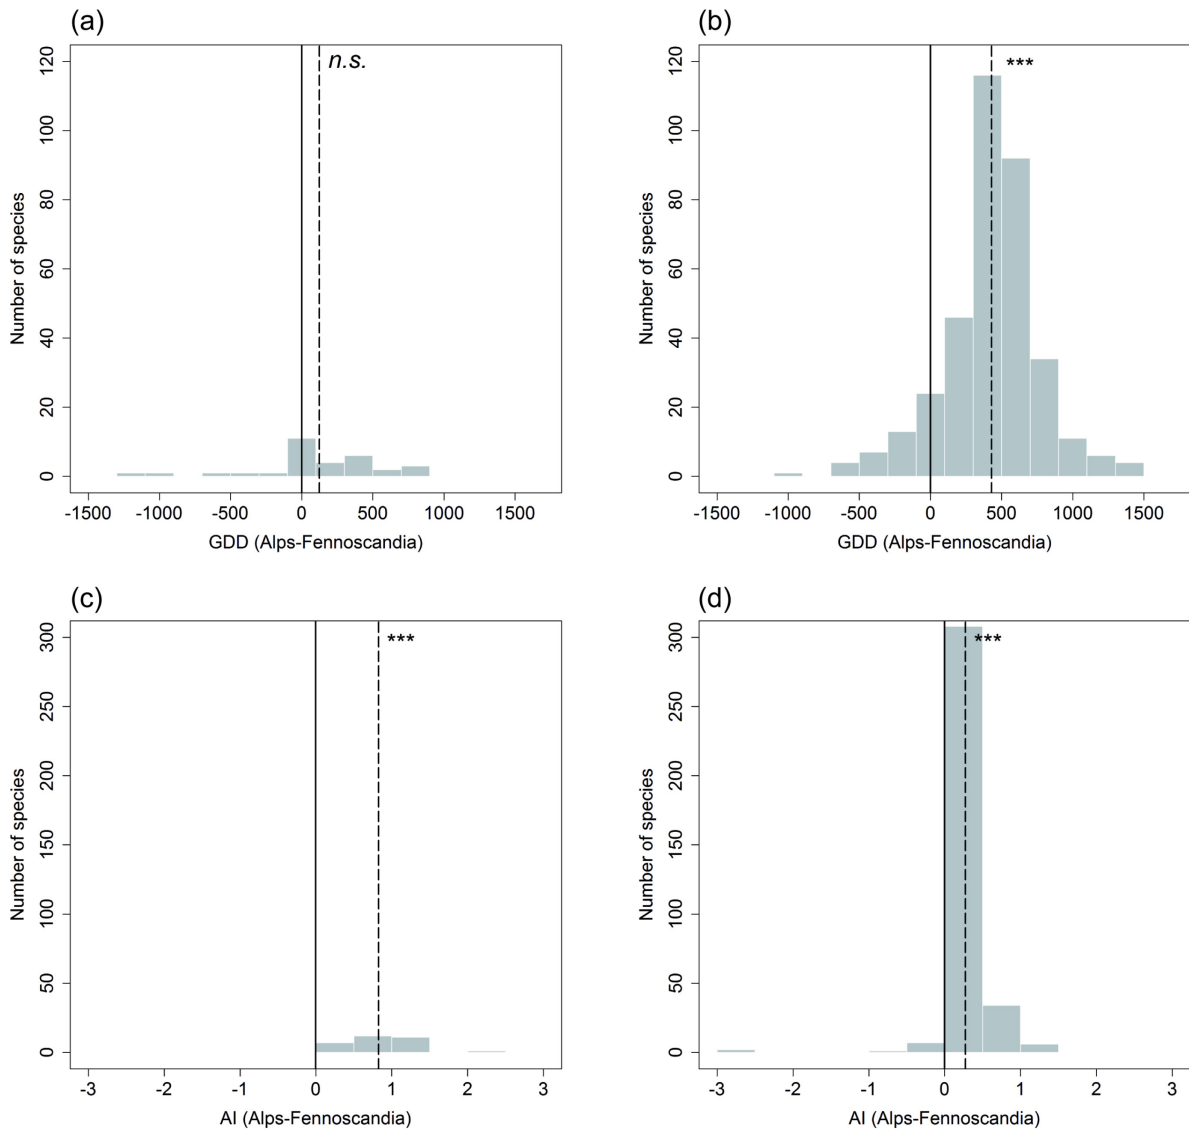 (a)
n.s.
Number of species
0 20 40 60 80 100 120
-1500 -1000 -500 0 500 1000 1500
GDD (Alps-Fennoscandia)
(b)
***
Number of species
0 20 40 60 80 100 120
-1500 -1000 -500 0 500 1000 1500
GDD (Alps-Fennoscandia)
(c)
***
Number of species
0 50 100 150 200 250 300
-3 -2 -1 0 1 2 3
AI (Alps-Fennoscandia)
(d)
***
Number of species
0 50 100 150 200 250 300
-3 -2 -1 0 1 2 3
AI (Alps-Fennoscandia)